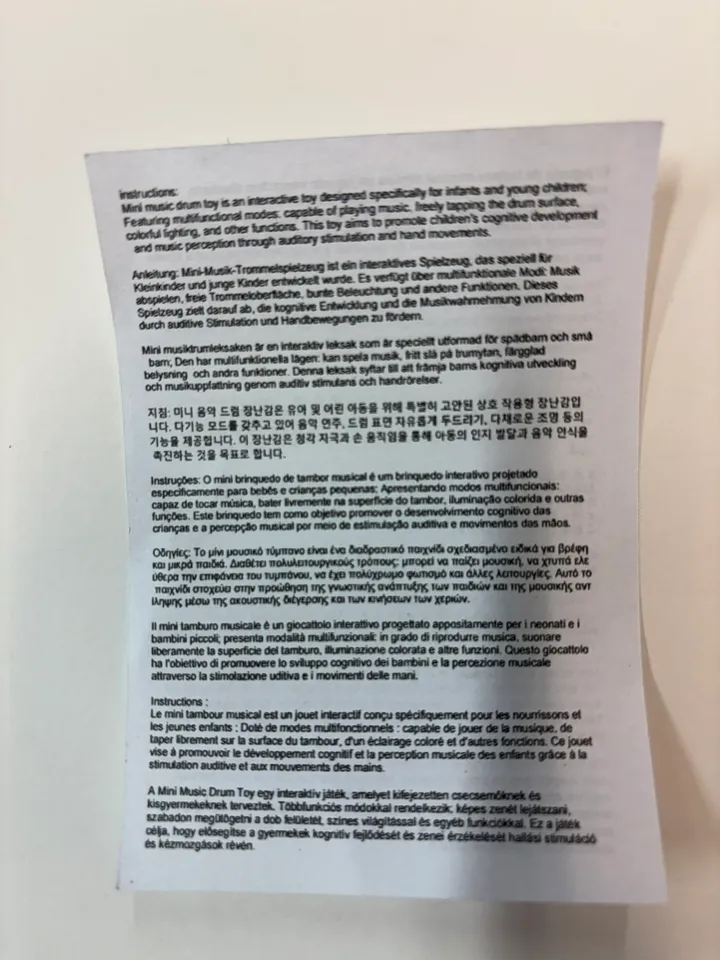 instructions:
Mini music drum toy is an interactive toy designed specifically for infants and young children;
Featuring multifunctional modes: capable of playing music, freely tapping the drum surface,
colorful lighting, and other functions. This toy aims to promote children's cognitive development
and music perception through auditory stimulation and hand movements.
Anleitung: Mini-Musik-Trommelspielzeug ist ein interaktives Spielzeug, das speziell für
Kleinkinder und junge Kinder entwickelt wurde. Es verfügt über multifunktionale Modi: Musik
abspielen, freie Trommeloberfläche, bunte Beleuchtung und andere Funktionen. Dieses
Spielzeug zielt darauf ab, die kognitive Entwicklung und die Musikwahrnehmung von Kindern
durch auditive Stimulation und Handbewegungen zu fördern.
Mini musiktrumleksaken är en interaktiv leksak som är speciellt utformad för spädbarn och små
barn; Den har multifunktionella lägen: kan spela musik, fritt slå på trumytan, färgglad
belysning och andra funktioner. Denna leksak syftar till att främja barns kognitiva utveckling
och musikuppfattning genom auditiv stimulans och handrörelser.
지침: 미니 음악 드럼 장난감은 유아 및 어린 아동을 위해 특별히 고안된 상호 작용형 장난감입
니다. 다기능 모드를 갖추고 있어 음악 연주, 드럼 표면 자유롭게 두드리기, 다채로운 조명 등의
기능을 제공합니다. 이 장난감은 청각 자극과 손 움직임을 통해 아동의 인지 발달과 음악 인식을
촉진하는 것을 목표로 합니다.
Instruções: O mini brinquedo de tambor musical é um brinquedo interativo projetado
especificamente para bebês e crianças pequenas; Apresentando modos multifuncionais:
capaz de tocar música, bater livremente na superfície do tambor, iluminação colorida e outras
funções. Este brinquedo tem como objetivo promover o desenvolvimento cognitivo das
crianças e a percepção musical por meio de estimulação auditiva e movimentos das mãos.
Οδηγίες: Το μίνι μουσικό τύμπανο είναι ένα διαδραστικό παιχνίδι σχεδιασμένο ειδικά για βρέφη
και μικρά παιδιά. Διαθέτει πολυλειτουργικούς τρόπους: μπορεί να παίζει μουσική, να χτυπά ελε
ύθερα την επιφάνεια του τυμπάνου, να έχει πολύχρωμο φωτισμό και άλλες λειτουργίες. Αυτό το
παιχνίδι στοχεύει στην προώθηση της γνωστικής ανάπτυξης των παιδιών και της μουσικής αντ
ίληψης μέσω της ακουστικής διέγερσης και των κινήσεων των χεριών.
Il mini tamburo musicale è un giocattolo interattivo progettato appositamente per i neonati e i
bambini piccoli; presenta modalità multifunzionali: in grado di riprodurre musica, suonare
liberamente la superficie del tamburo, illuminazione colorata e altre funzioni. Questo giocattolo
ha l'obiettivo di promuovere lo sviluppo cognitivo dei bambini e la percezione musicale
attraverso la stimolazione uditiva e i movimenti delle mani.
Instructions :
Le mini tambour musical est un jouet interactif conçu spécifiquement pour les nourrissons et
les jeunes enfants ; Doté de modes multifonctionnels : capable de jouer de la musique, de
taper librement sur la surface du tambour, d'un éclairage coloré et d'autres fonctions. Ce jouet
vise à promouvoir le développement cognitif et la perception musicale des enfants grâce à la
stimulation auditive et aux mouvements des mains.
A Mini Music Drum Toy egy interaktív játék, amelyet kifejezetten csecsemőknek és
kisgyermekeknek terveztek. Többfunkciós módokkal rendelkezik: képes zenét lejátszani,
szabadon megütögetni a dob felületét, színes világítással és egyéb funkciókkal. Ez a játék
célja, hogy elősegítse a gyermekek kognitív fejlődését és zenei érzékelését hallási stimuláció
és kézmozgások révén.